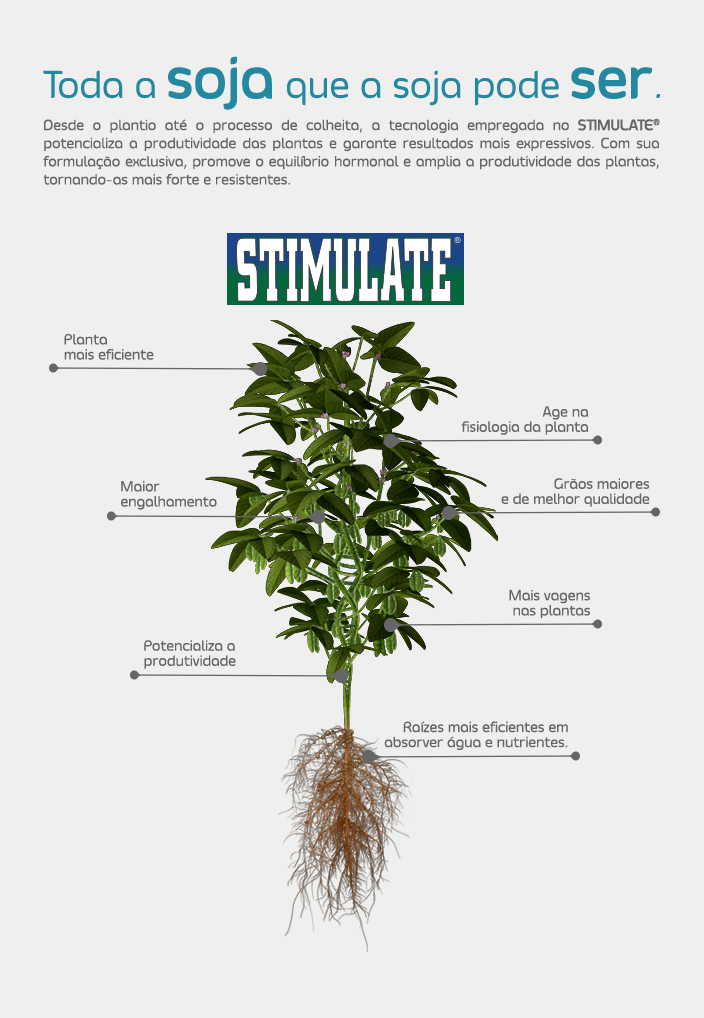 Toda a soja que a soja pode ser.
Desde o plantio até o processo de colheita, a tecnologia empregada no STIMULATE®
potencializa a produtividade das plantas e garante resultados mais expressivos. Com sua
formulação exclusiva, promove o equilíbrio hormonal e amplia a produtividade das plantas,
tornando-as mais forte e resistentes.
STIMULATE®
Planta
mais eficiente
Age na
fisiologia da planta
Maior
engalhamento
Grãos maiores
e de melhor qualidade
Mais vagens
nas plantas
Potencializa a
produtividade
Raízes mais eficientes em
absorver água e nutrientes.